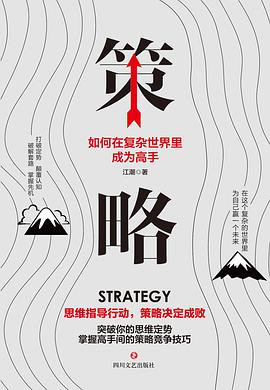 策
如何在复杂世界里
成为高手
江潮◎著
打破定势 颠覆认知
破解套路 掌握先机
在这个复杂的世界里
为自己赢一个未来
略
STRATEGY
思维指导行动，策略决定成败
突破你的思维定势
掌握高手间的策略竞争技巧
四川文艺出版社